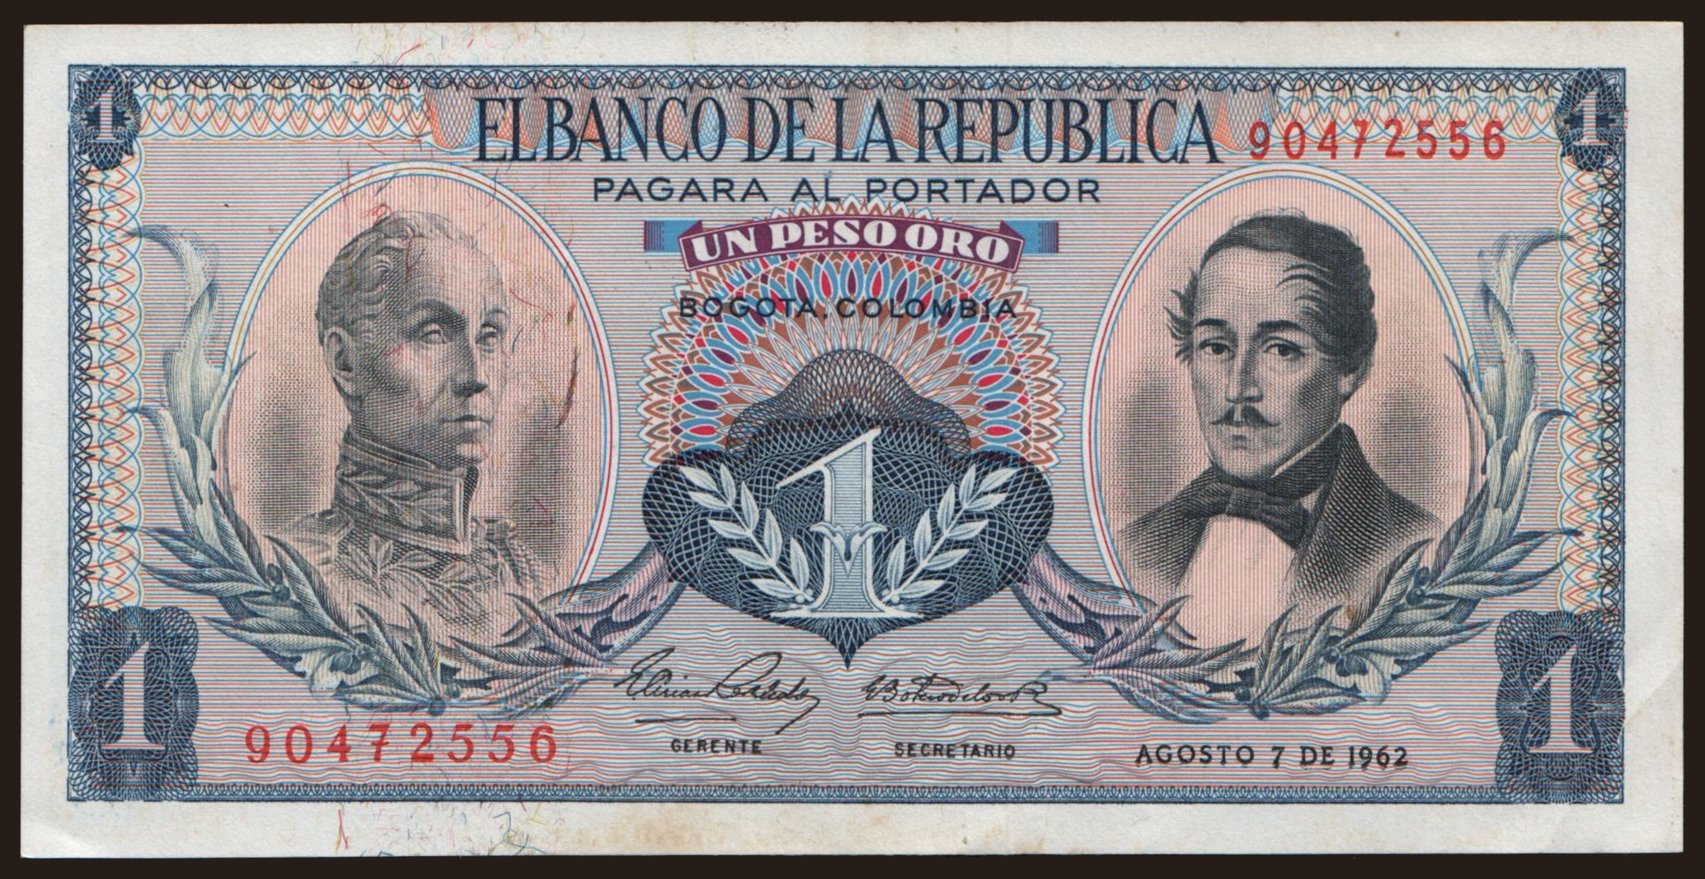 1
1
EL BANCO DE LA REPUBLICA
90472556
PAGARA AL PORTADOR
UN PESO ORO
BOGOTA. COLOMBIA
1
1
90472556
GERENTE
SECRETARIO
AGOSTO 7 DE 1962
1